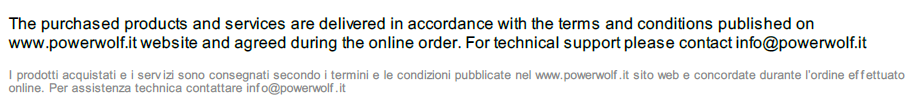 The purchased products and services are delivered in accordance with the terms and conditions published on
www.powerwolf.it website and agreed during the online order. For technical support please contact info@powerwolf.it
I prodotti acquistati e i servizi sono consegnati secondo i termini e le condizioni pubblicate nel www.powerwolf.it sito web e concordate durante l'ordine effettuato
online. Per assistenza technica contattare info@powerwolf.it